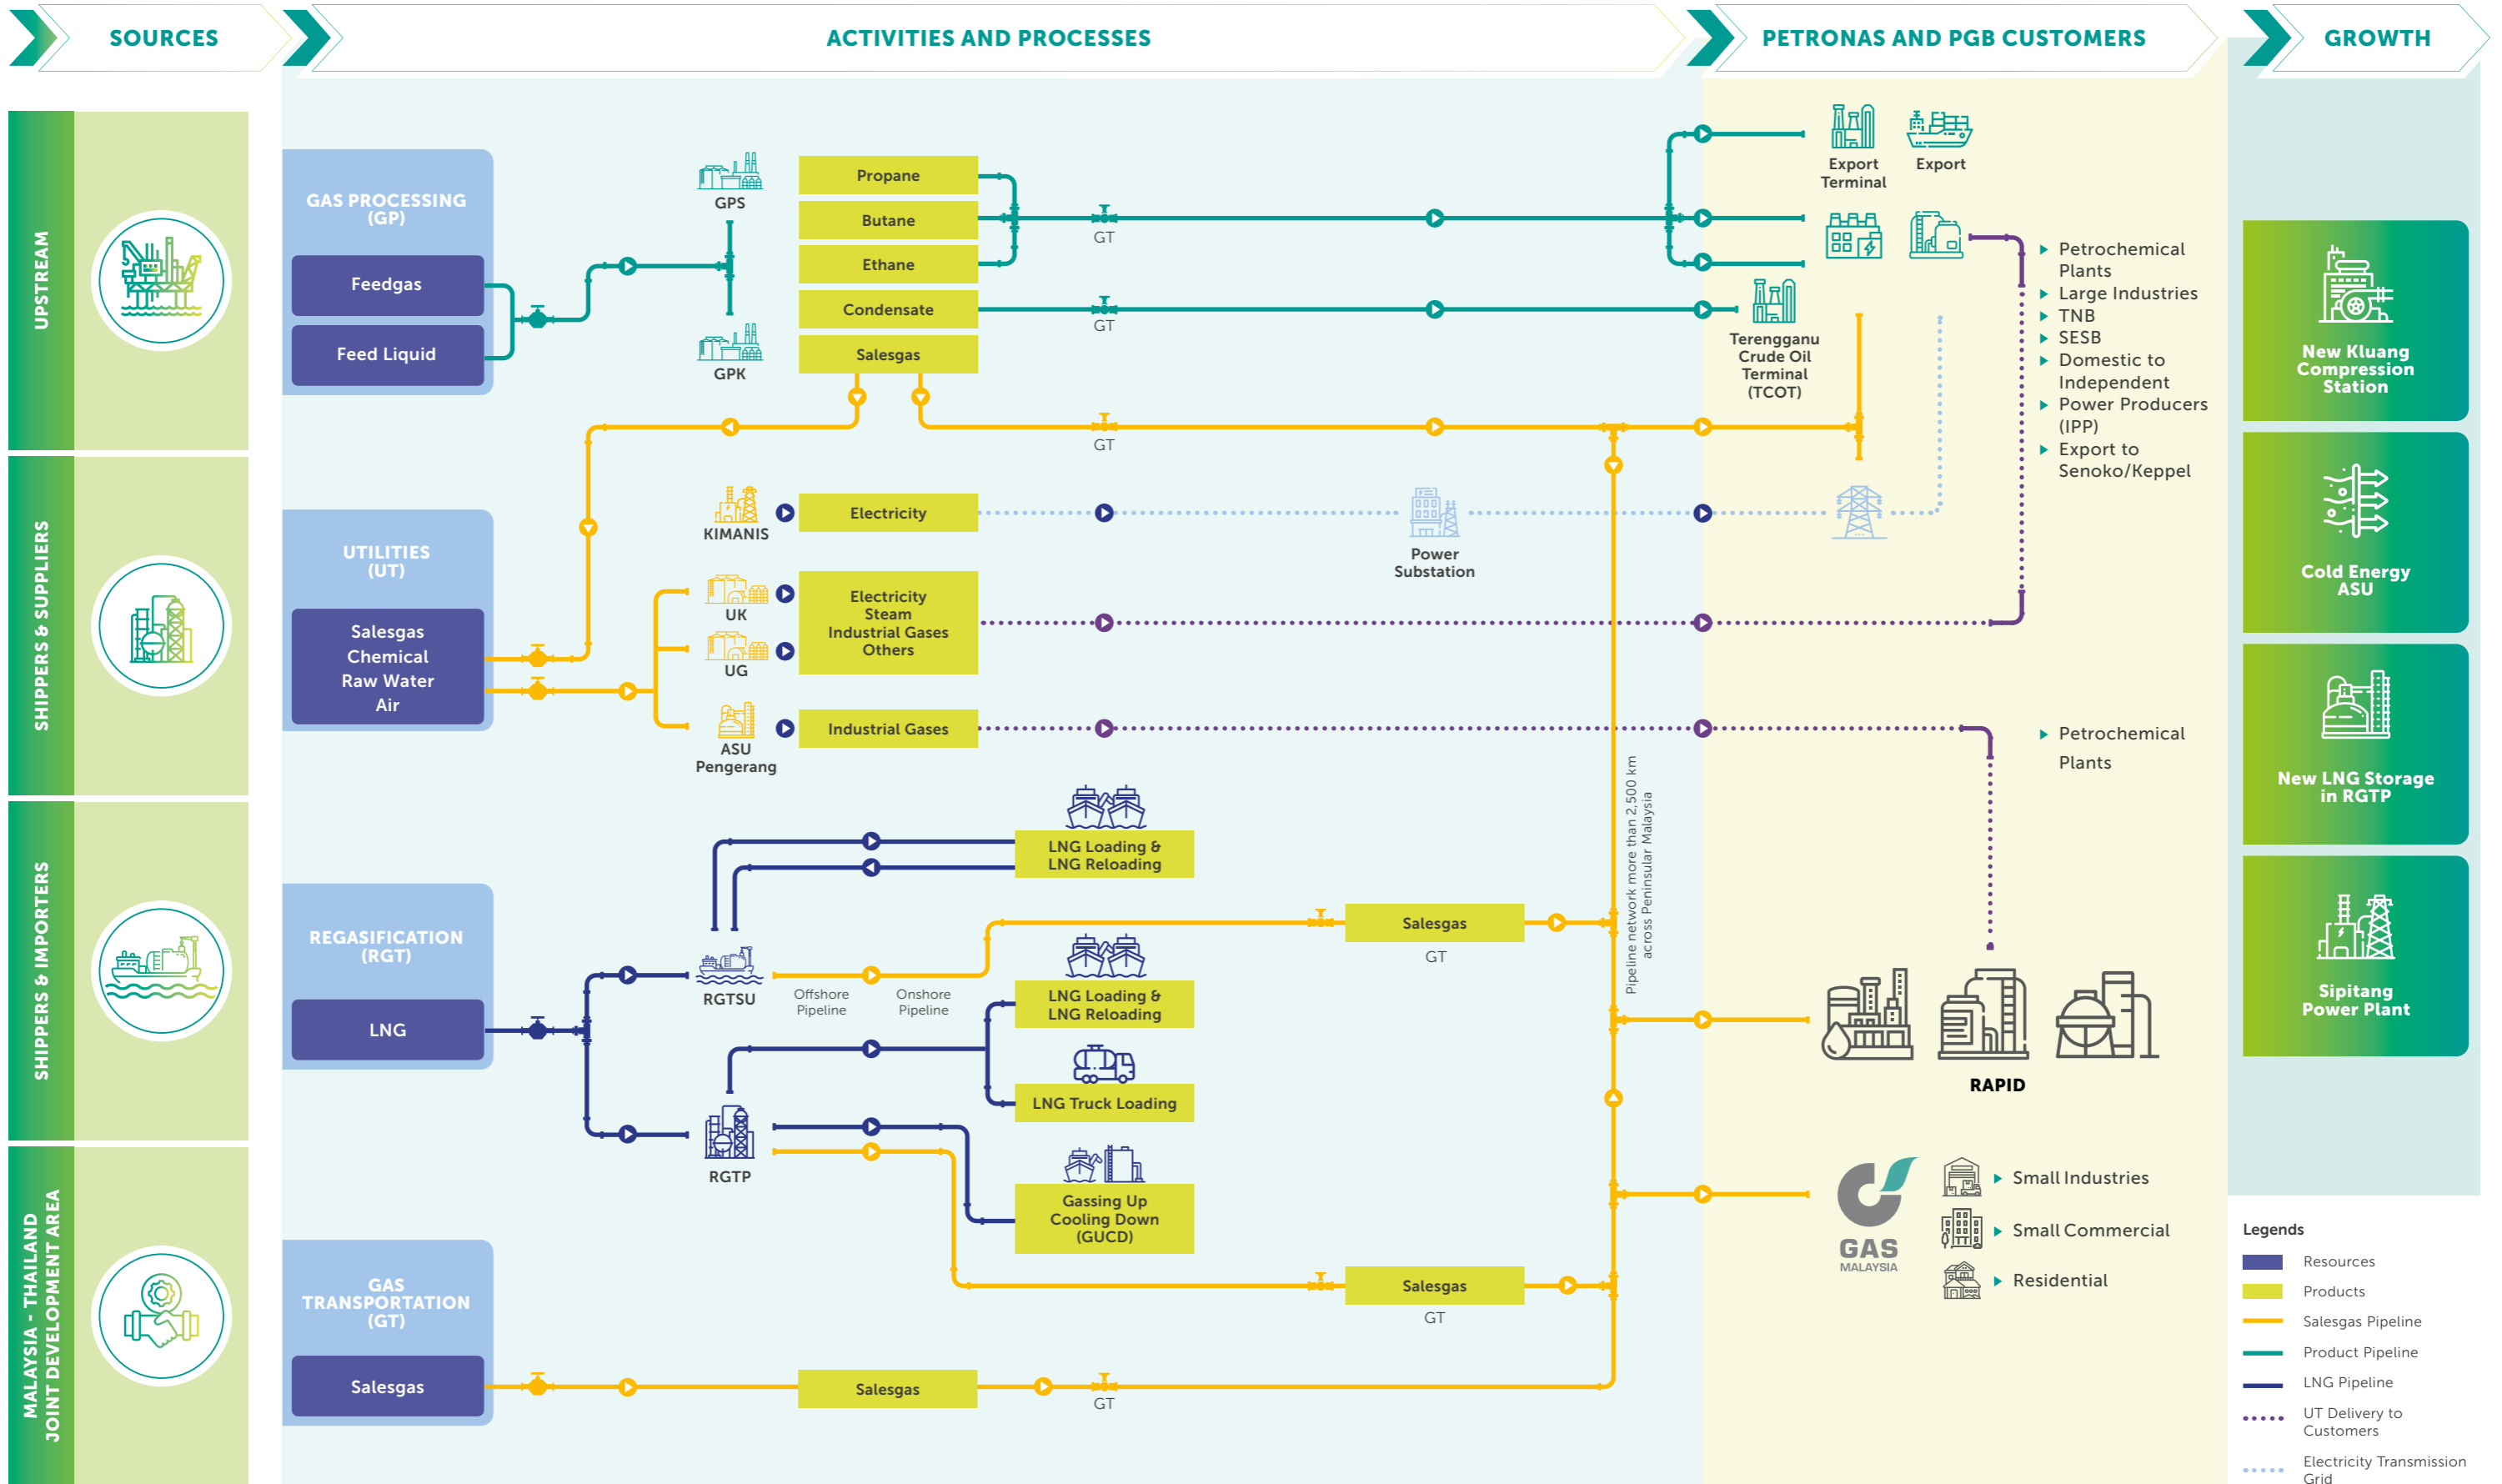 SOURCES
ACTIVITIES AND PROCESSES
PETRONAS AND PGB CUSTOMERS
GROWTH
UPSTREAM
GAS PROCESSING
(GP)
Feedgas
Feed Liquid
GPS
GPK
Propane
Butane
Ethane
Condensate
Salesgas
GT
GT
GT
Export
Terminal
Export
Terengganu
Crude Oil
Terminal
(TCOT)
Petrochemical
Plants
Large Industries
TNB
SESB
Domestic to
Independent
Power Producers
(IPP)
Export to
Senoko/Keppel
SHIPPERS & SUPPLIERS
UTILITIES
(UT)
Salesgas
Chemical
Raw Water
Air
KIMANIS
UK
UG
ASU
Pengerang
Electricity
Electricity
Steam
Industrial Gases
Others
Industrial Gases
Power
Substation
Petrochemical
Plants
SHIPPERS & IMPORTERS
REGASIFICATION
(RGT)
LNG
RGTSU
RGTP
Offshore
Pipeline
Onshore
Pipeline
LNG Loading &
LNG Reloading
LNG Loading &
LNG Reloading
LNG Truck Loading
Gassing Up
Cooling Down
(GUCD)
Salesgas
GT
Salesgas
GT
Pipeline network more than 2,500 km
across Peninsular Malaysia
RAPID
GAS
MALAYSIA
Small Industries
Small Commercial
Residential
MALAYSIA - THAILAND
JOINT DEVELOPMENT AREA
GAS
TRANSPORTATION
(GT)
Salesgas
Salesgas
GT
New Kluang
Compression
Station
Cold Energy
ASU
New LNG Storage
in RGTP
Sipitang
Power Plant
Legends
Resources
Products
Salesgas Pipeline
Product Pipeline
LNG Pipeline
UT Delivery to
Customers
Electricity Transmission
Grid